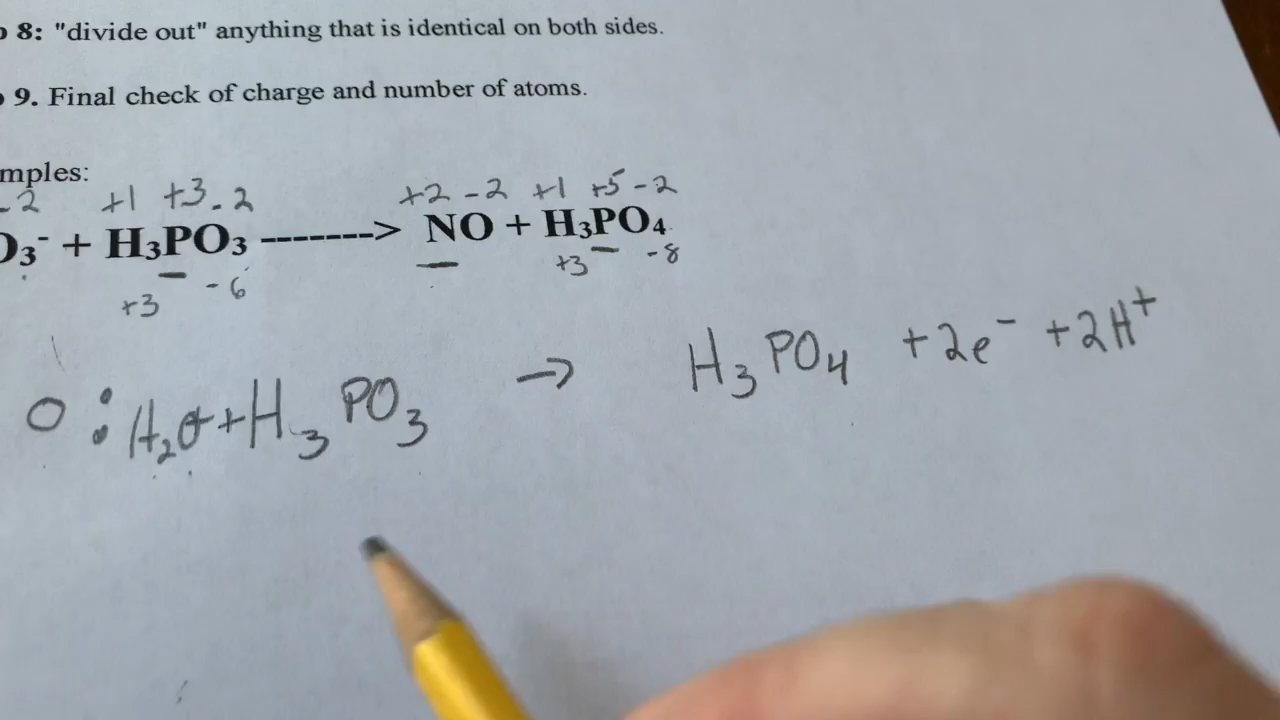 8: "divide out" anything that is identical on both sides.
9. Final check of charge and number of atoms.
mples:
-2 +1 +3 -2 +2 -2 +1 +5 -2
O₃⁻ + H₃PO₃ -------> NO + H₃PO₄
+3 -6 +3 -8
O : H₂O + H₃PO₃ → H₃PO₄ + 2e⁻ + 2H⁺